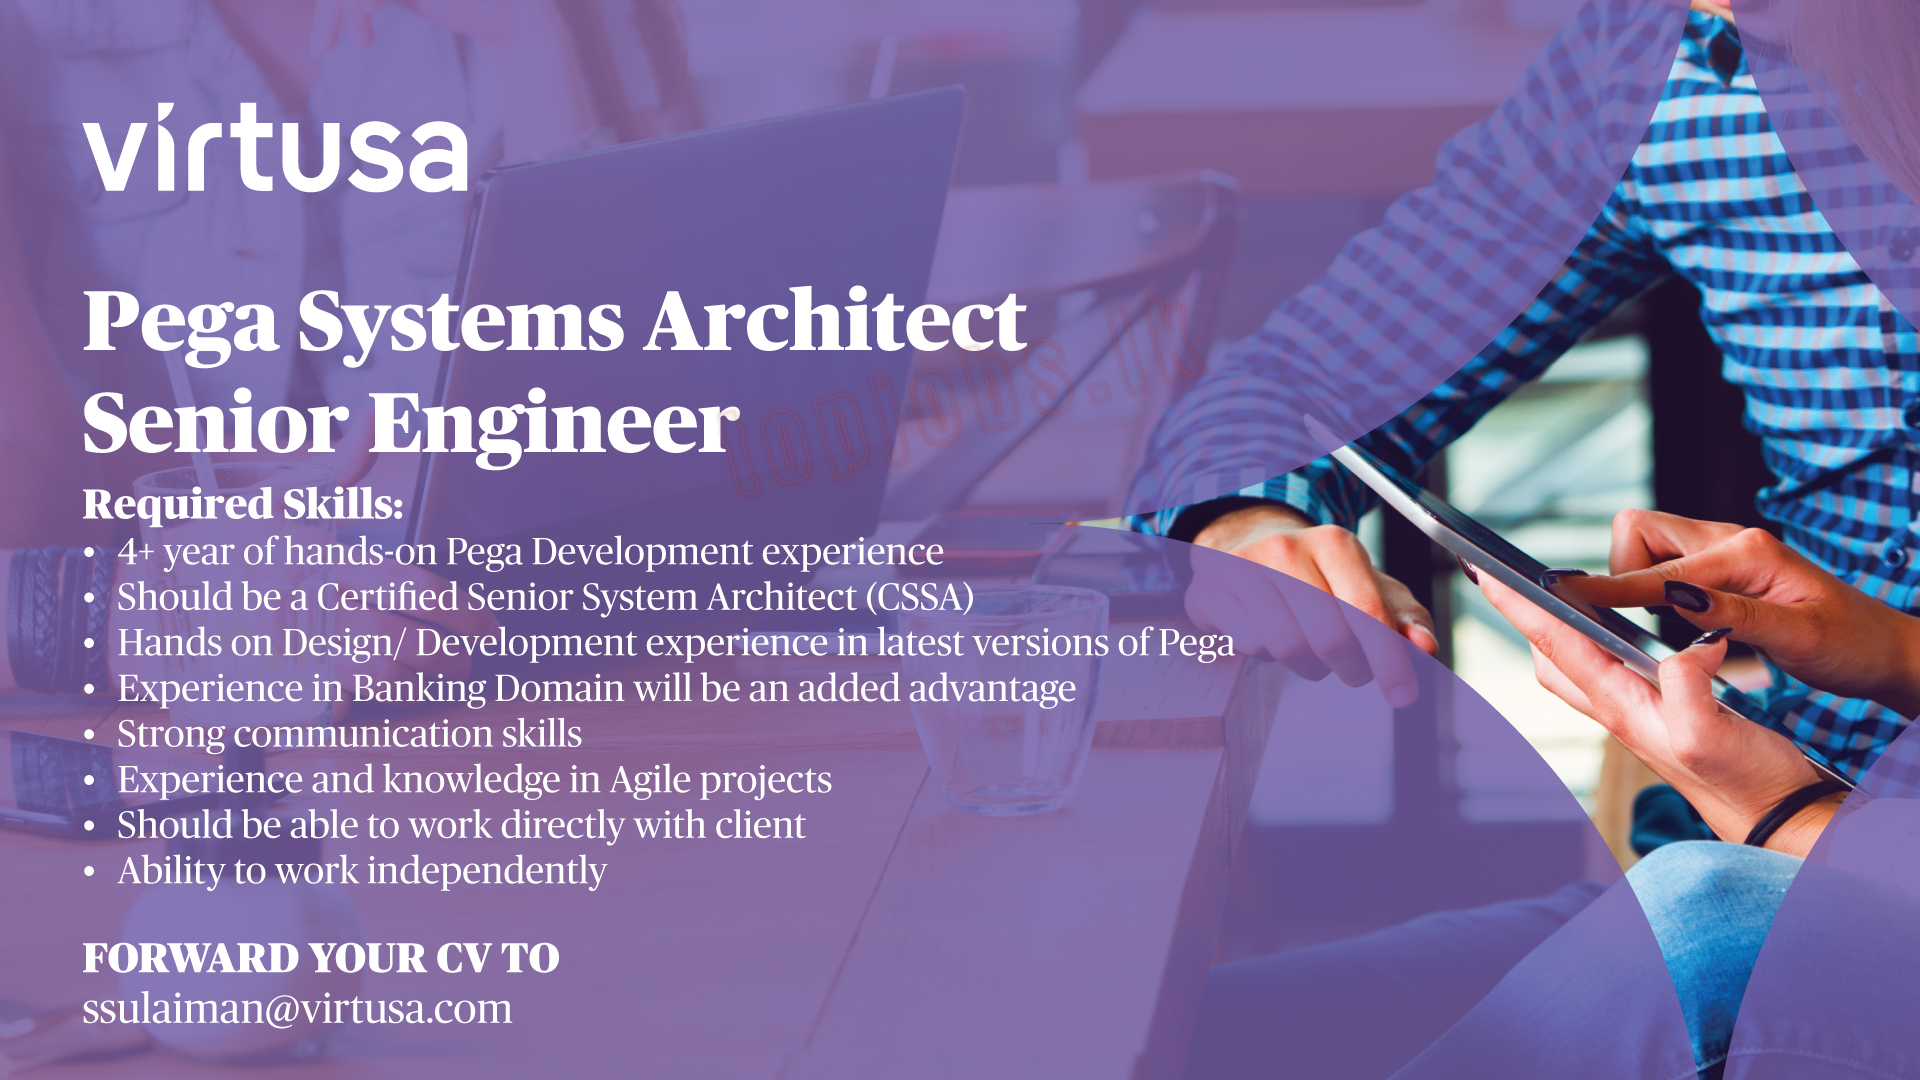 virtusa
Pega Systems Architect
Senior Engineer
topjobs.lk
Required Skills:
• 4+ year of hands-on Pega Development experience
• Should be a Certified Senior System Architect (CSSA)
• Hands on Design/ Development experience in latest versions of Pega
• Experience in Banking Domain will be an added advantage
• Strong communication skills
• Experience and knowledge in Agile projects
• Should be able to work directly with client
• Ability to work independently
FORWARD YOUR CV TO
ssulaiman@virtusa.com